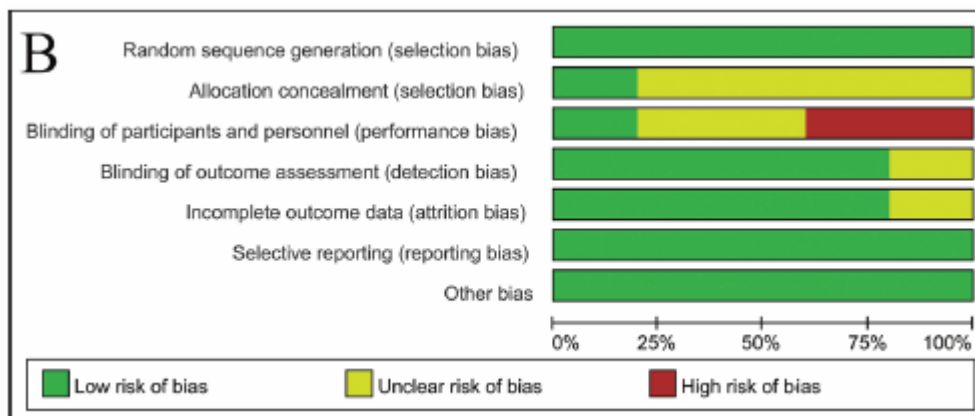 B
Random sequence generation (selection bias)
Allocation concealment (selection bias)
Blinding of participants and personnel (performance bias)
Blinding of outcome assessment (detection bias)
Incomplete outcome data (attrition bias)
Selective reporting (reporting bias)
Other bias
0% 25% 50% 75% 100%
Low risk of bias Unclear risk of bias High risk of bias